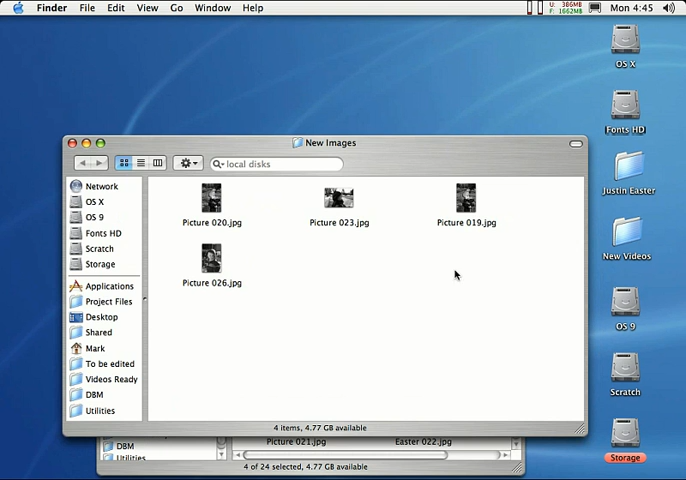 Finder File Edit View Go Window Help
U: 386MB
F: 1662MB
Mon 4:45
OS X
Fonts HD
Justin Easter
New Videos
OS 9
Scratch
Storage
New Images
local disks
Network
OS X
OS 9
Fonts HD
Scratch
Storage
Applications
Project Files
Desktop
Shared
Mark
To be edited
Videos Ready
DBM
Utilities
Picture 020.jpg
Picture 023.jpg
Picture 019.jpg
Picture 026.jpg
4 items, 4.77 GB available
DBM
Utilities
Picture 021.jpg
Easter 022.jpg
4 of 24 selected, 4.77 GB available